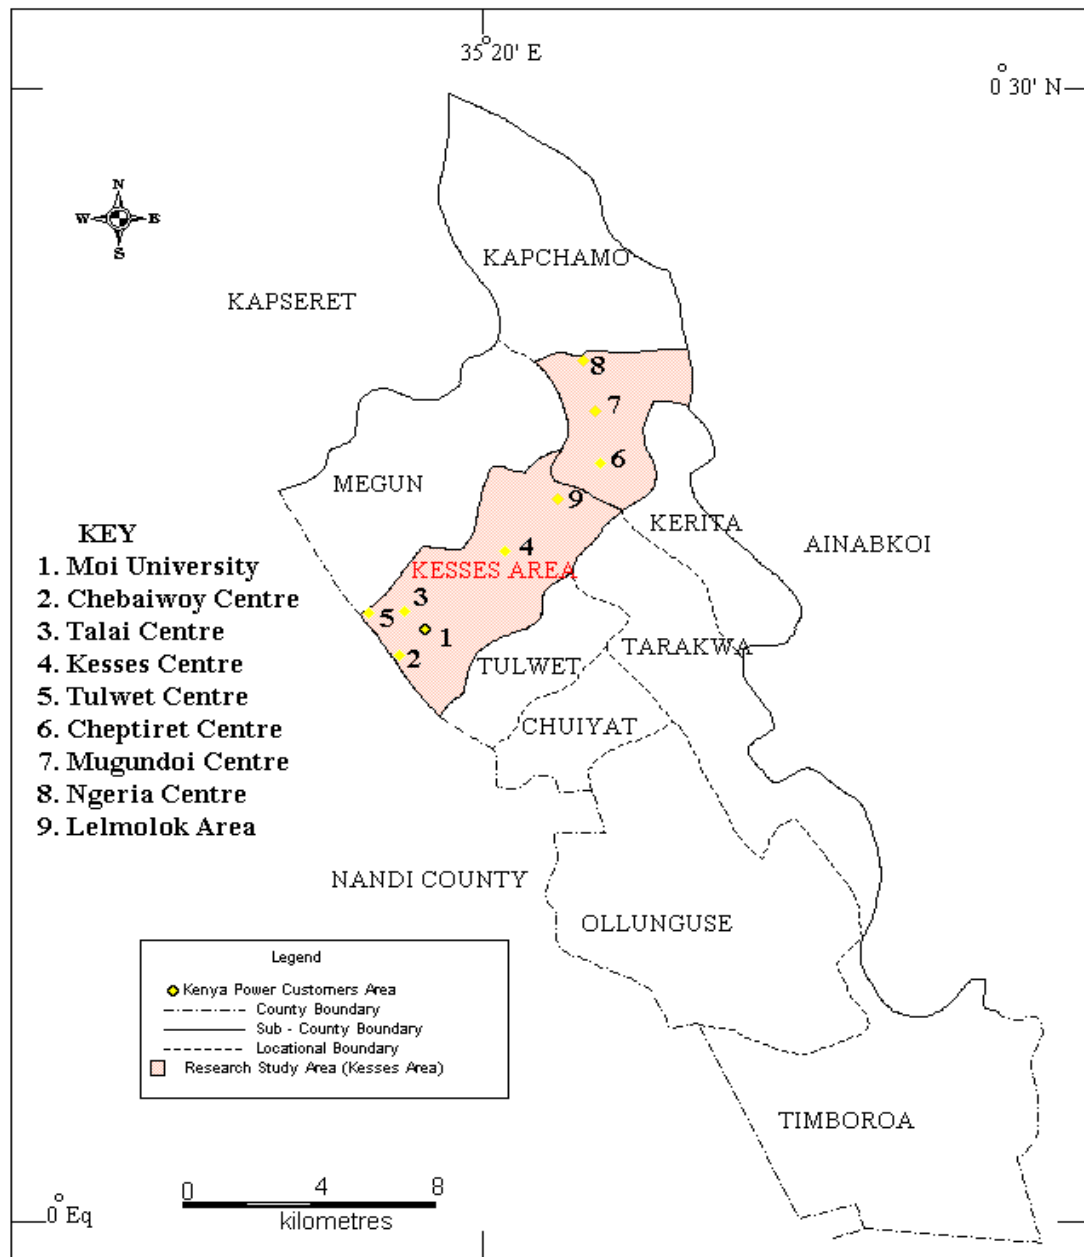 35°20' E
0°30' N
N
W E
S
KAPCHAMO
KAPSERET
8
7
6
MEGUN
9
KERITA
KEY
AINABKOI
4
1. Moi University
KESSES AREA
2. Chebaiwoy Centre
3
5
3. Talai Centre
1
2
TARAKWA
4. Kesses Centre
TULWET
5. Tulwet Centre
6. Cheptiret Centre
CHUIYAT
7. Mugundoi Centre
8. Ngeria Centre
9. Lelmolok Area
NANDI COUNTY
OLLUNGUSE
Legend
Kenya Power Customers Area
County Boundary
Sub - County Boundary
Locational Boundary
Research Study Area (Kesses Area)
TIMBOROA
0 4 8
kilometres
0° Eq